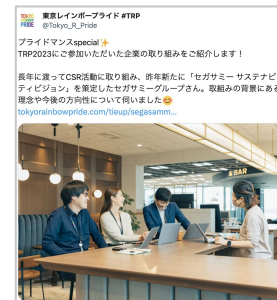 TOKYO
RAINBOW
PRIDE
東京レインボープライド #TRP
@Tokyo_R_Pride
プライドマンスspecial✨
TRP2023にご参加いただいた企業の取り組みをご紹介します！
長年に渡ってCSR活動に取り組み、昨年新たに「セガサミー サステナビ
ティビジョン」を策定したセガサミーグループさん。取組みの背景にある
理念や今後の方向性について伺いました😊
tokyorainbowpride.com/tieup/segasamm...
& BAR